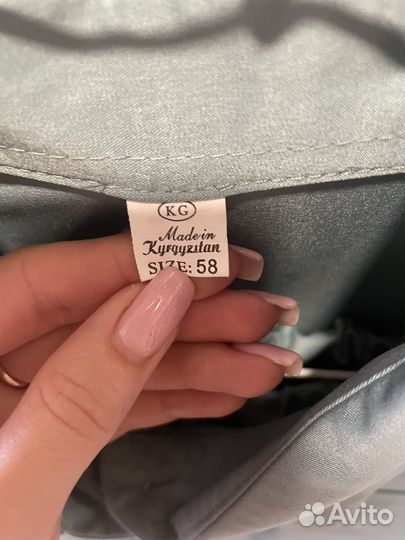 KG
Made in
Kyrgyzstan
SIZE: 58
Avito